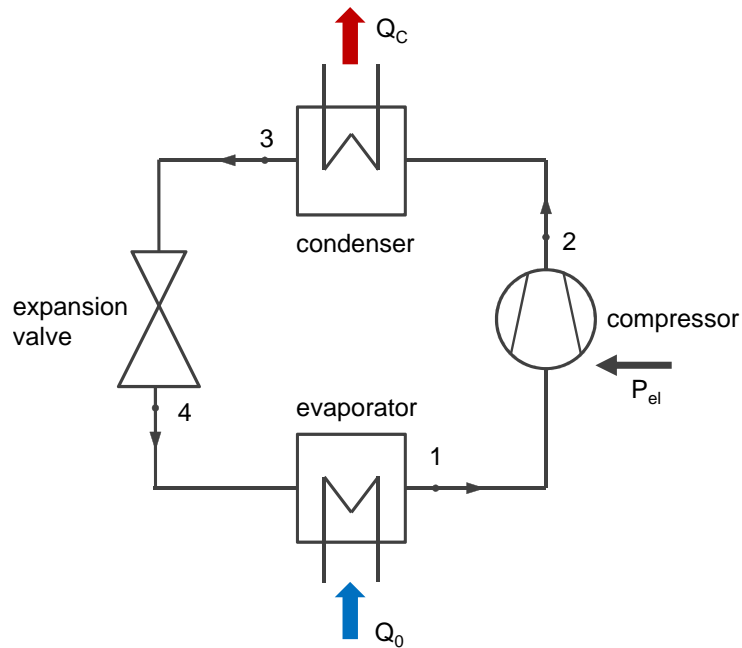 Q_C
3
condenser
2
expansion
valve
compressor
P_el
4
evaporator
1
Q_0